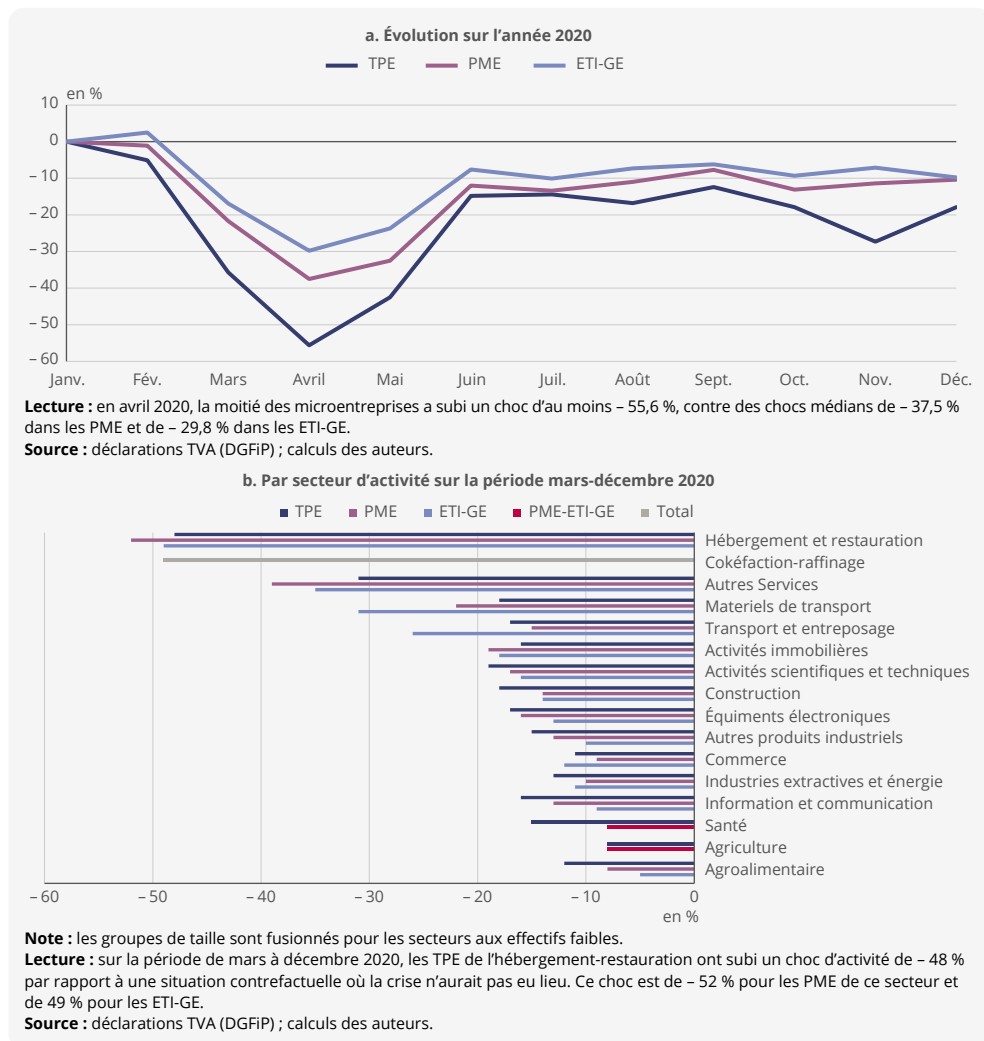 a. Évolution sur l'année 2020
TPE PME ETI-GE
en %
10
0
– 10
– 20
– 30
– 40
– 50
– 60
Janv. Fév. Mars Avril Mai Juin Juil. Août Sept. Oct. Nov. Déc.
Lecture : en avril 2020, la moitié des microentreprises a subi un choc d'au moins – 55,6 %, contre des chocs médians de – 37,5 %
dans les PME et de – 29,8 % dans les ETI-GE.
Source : déclarations TVA (DGFiP) ; calculs des auteurs.
b. Par secteur d'activité sur la période mars-décembre 2020
TPE PME ETI-GE PME-ETI-GE Total
Hébergement et restauration
Cokéfaction-raffinage
Autres Services
Materiels de transport
Transport et entreposage
Activités immobilières
Activités scientifiques et techniques
Construction
Équiments électroniques
Autres produits industriels
Commerce
Industries extractives et énergie
Information et communication
Santé
Agriculture
Agroalimentaire
– 60 – 50 – 40 – 30 – 20 – 10 0
en %
Note : les groupes de taille sont fusionnés pour les secteurs aux effectifs faibles.
Lecture : sur la période de mars à décembre 2020, les TPE de l'hébergement-restauration ont subi un choc d'activité de – 48 %
par rapport à une situation contrefactuelle où la crise n'aurait pas eu lieu. Ce choc est de – 52 % pour les PME de ce secteur et
de 49 % pour les ETI-GE.
Source : déclarations TVA (DGFiP) ; calculs des auteurs.